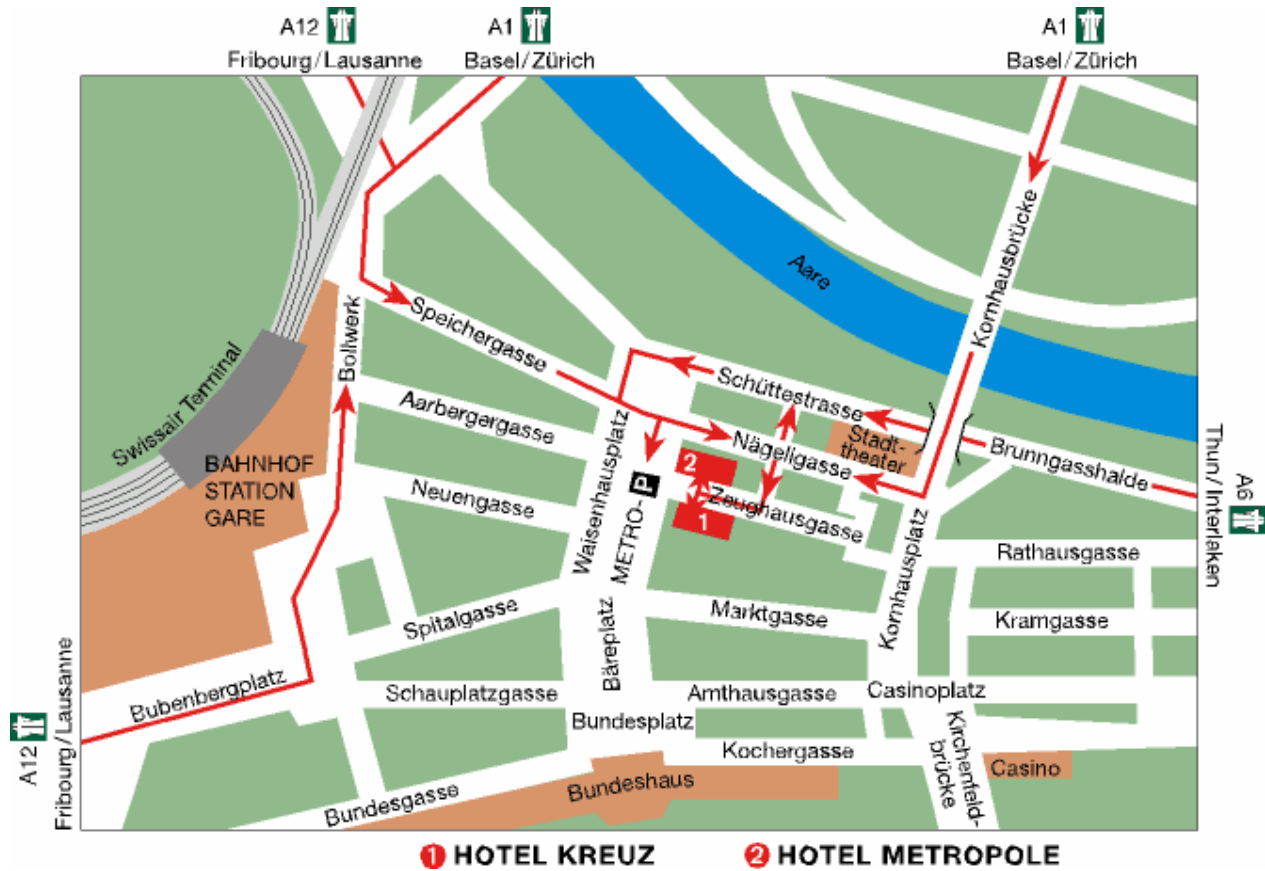 A12
Fribourg/Lausanne
A1
Basel/Zürich
A1
Basel/Zürich
Kornhausbrücke
Aare
Speichergasse
Bollwerk
Swissair Terminal
BAHNHOF
STATION
GARE
Aarbergergasse
Neuengasse
Waisenhausplatz
METRO-P
Schüttestrasse
Nägeligasse
Stadt-
theater
Brunngasshalde
2
1
Zeughausgasse
Thun/Interlaken
A6
Rathausgasse
Kramgasse
Kornhausplatz
Marktgasse
Spitalgasse
Bäreplatz
Bubenbergplatz
Schauplatzgasse
Amthausgasse
Casinoplatz
Bundesplatz
Kochergasse
Kirchenfeld-
brücke
Casino
Bundeshaus
Bundesgasse
A12
Fribourg/Lausanne
1 HOTEL KREUZ
2 HOTEL METROPOLE